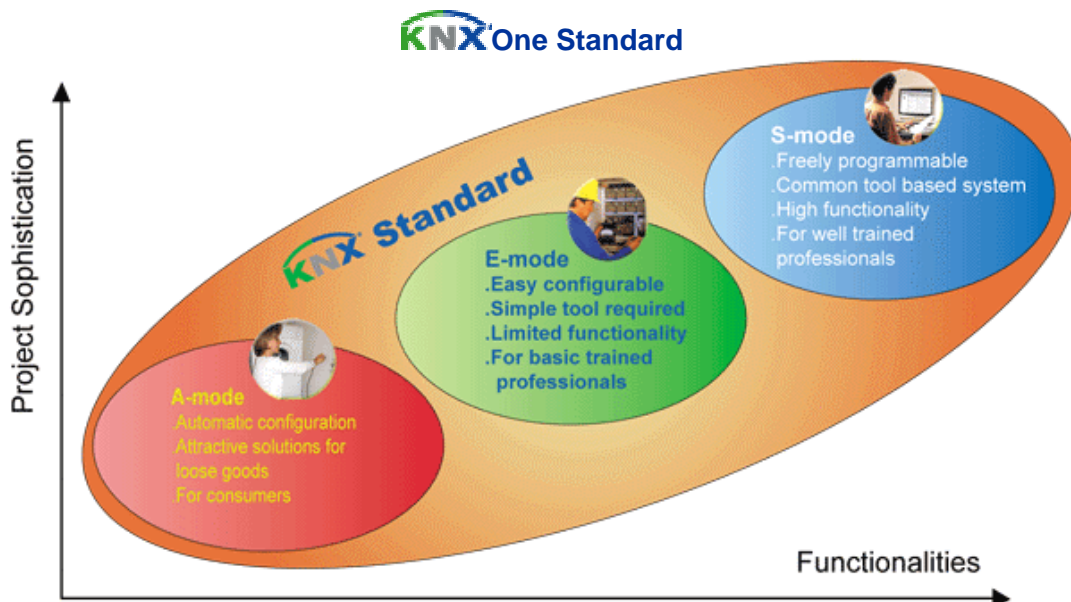 KNX One Standard
Project Sophistication
KNX Standard
S-mode
.Freely programmable
.Common tool based system
.High functionality
.For well trained
professionals
E-mode
.Easy configurable
.Simple tool required
.Limited functionality
.For basic trained
professionals
A-mode
.Automatic configuration
.Attractive solutions for
loose goods
.For consumers
Functionalities